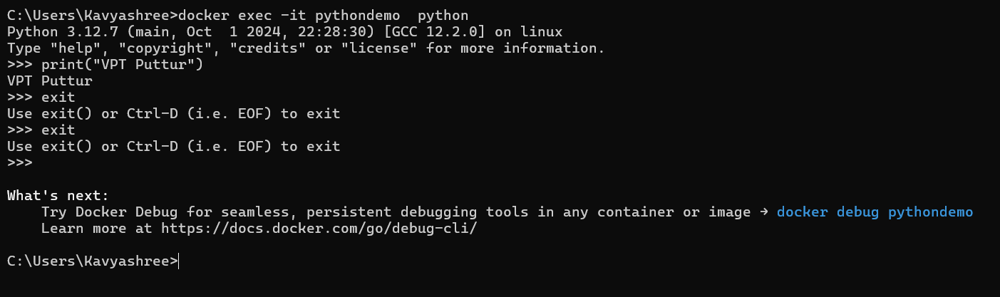 C:\Users\Kavyashree>docker exec -it pythondemo  python
Python 3.12.7 (main, Oct  1 2024, 22:28:30) [GCC 12.2.0] on linux
Type "help", "copyright", "credits" or "license" for more information.
>>> print("VPT Puttur")
VPT Puttur
>>> exit
Use exit() or Ctrl-D (i.e. EOF) to exit
>>> exit
Use exit() or Ctrl-D (i.e. EOF) to exit
>>>
What's next:
    Try Docker Debug for seamless, persistent debugging tools in any container or image → docker debug pythondemo
    Learn more at https://docs.docker.com/go/debug-cli/
C:\Users\Kavyashree>